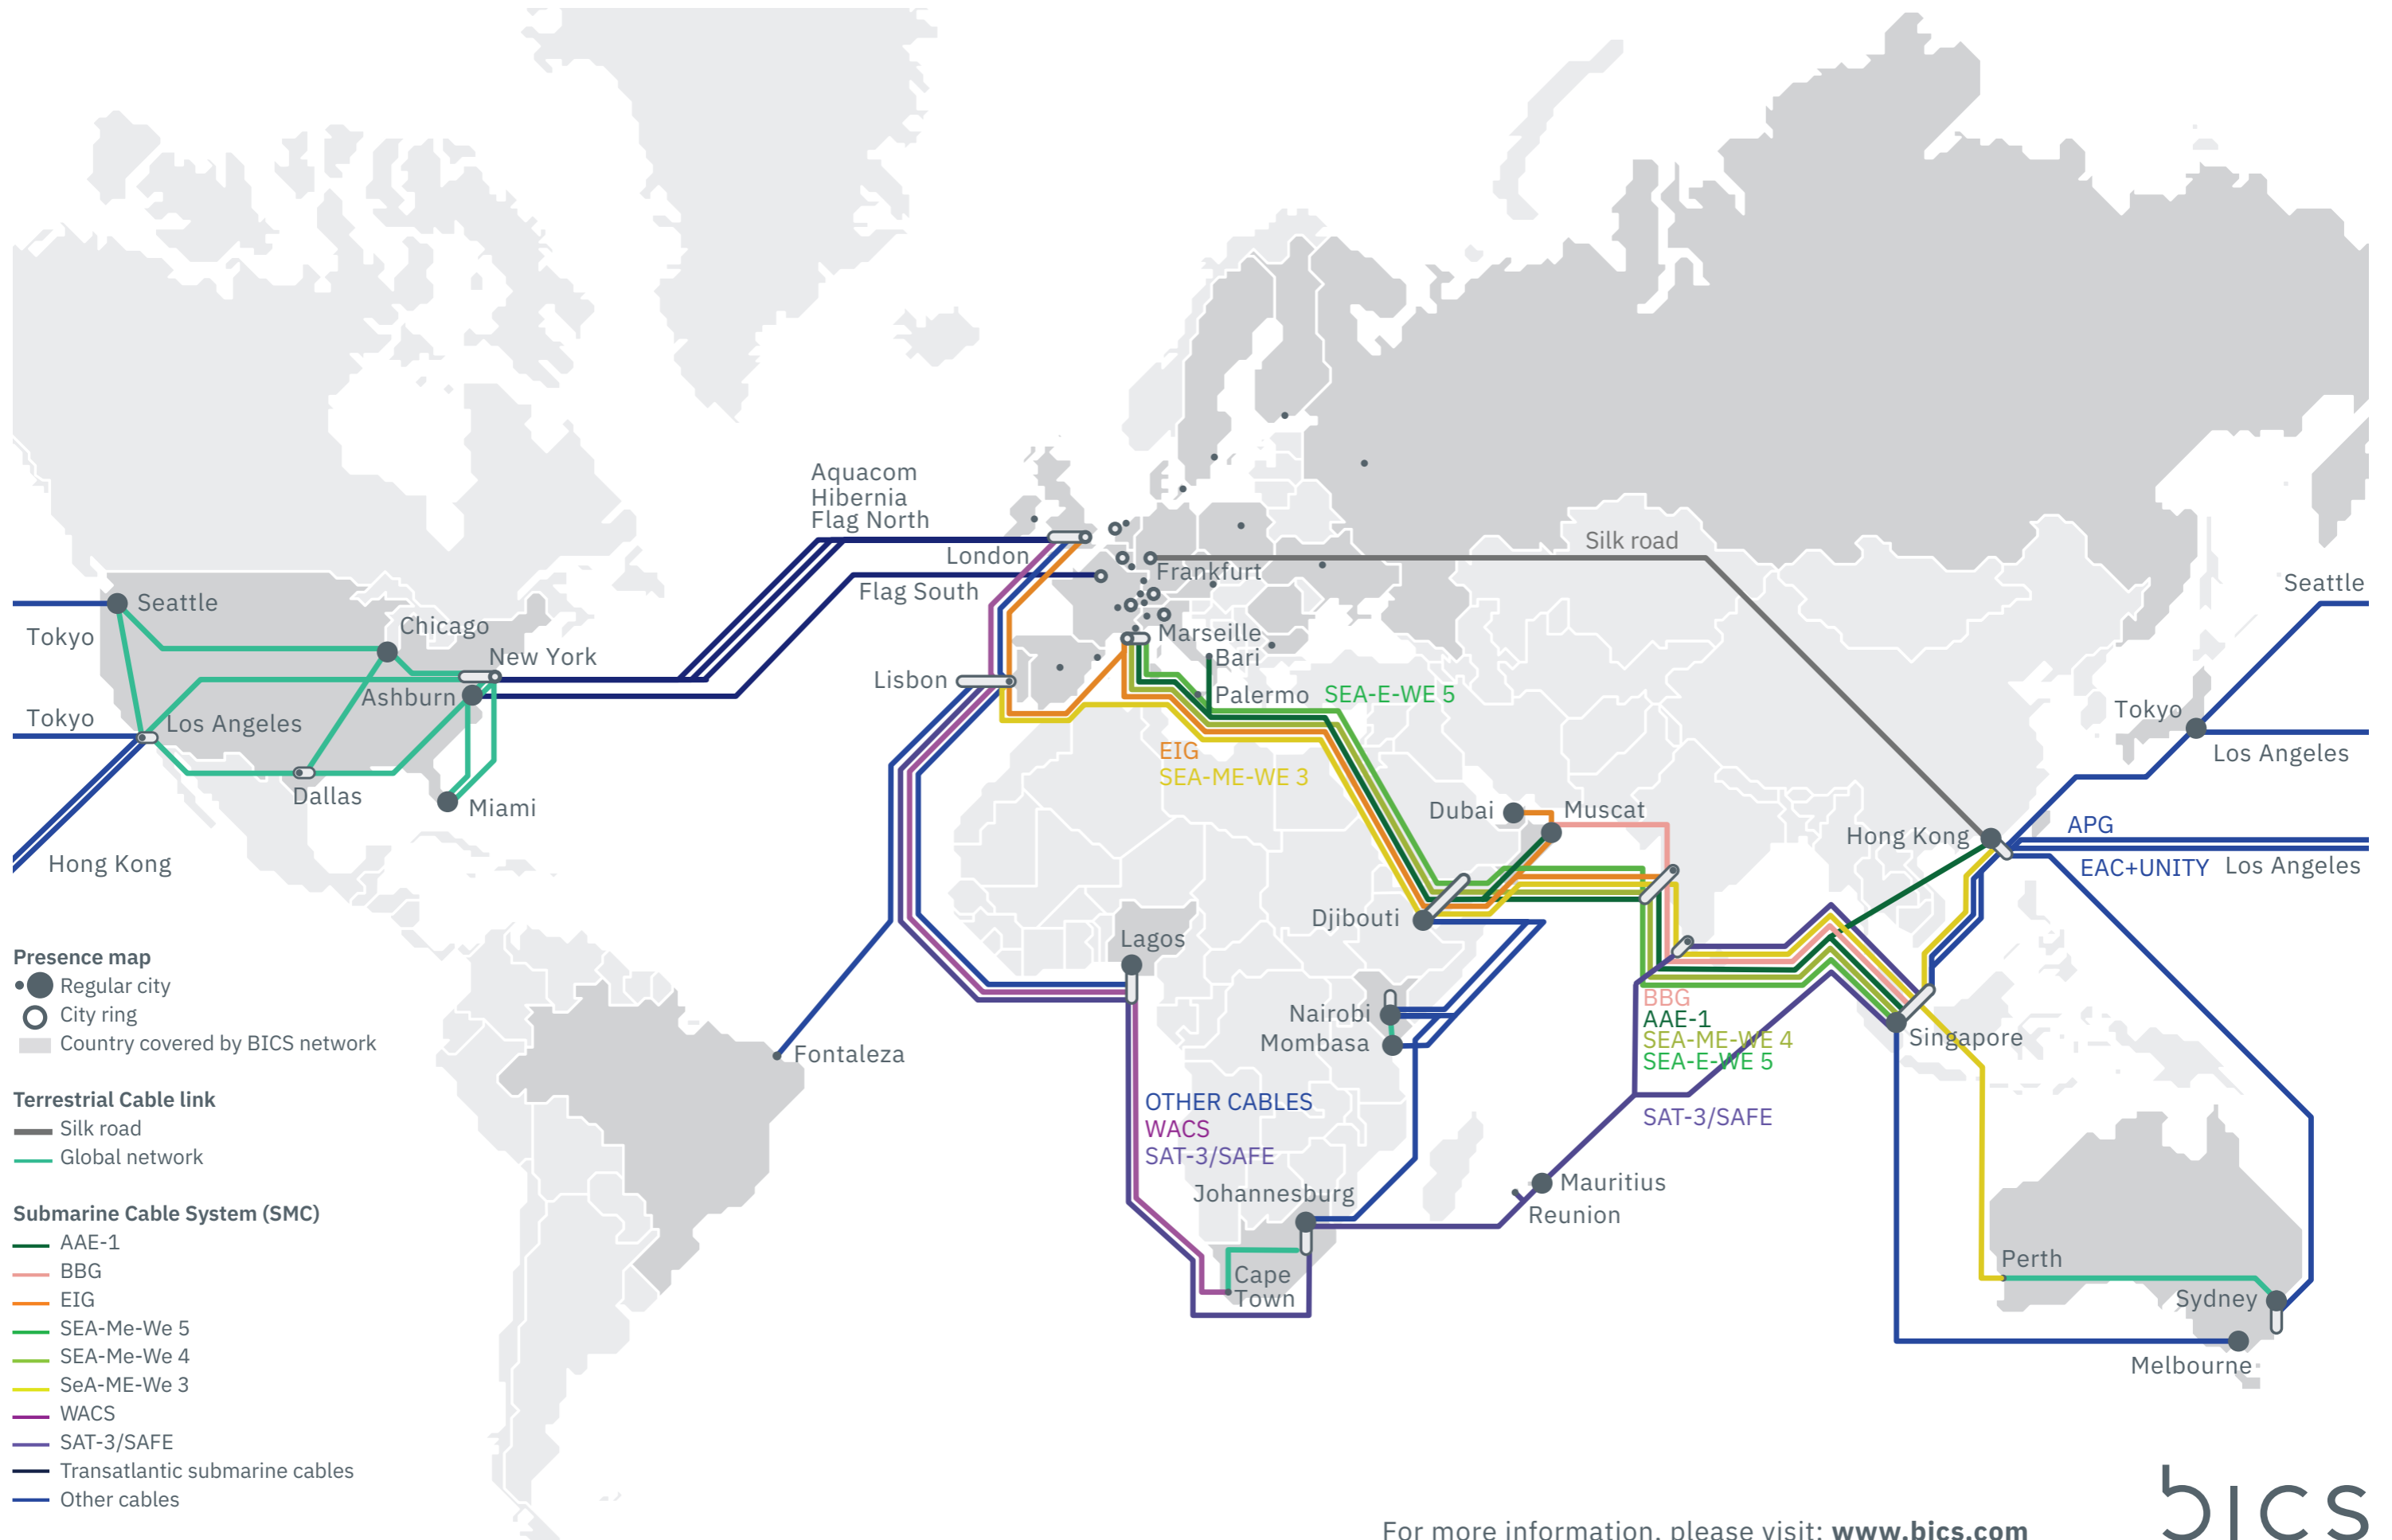 Aquacom
Hibernia
Flag North
London
Flag South
Frankfurt
Silk road
Seattle
Tokyo
Chicago
New York
Ashburn
Tokyo
Los Angeles
Dallas
Miami
Hong Kong
Lisbon
Marseille
Bari
Palermo
SEA-E-WE 5
EIG
SEA-ME-WE 3
Dubai
Muscat
Hong Kong
Seattle
Tokyo
Los Angeles
APG
EAC+UNITY
Los Angeles
Djibouti
Lagos
Nairobi
Mombasa
Fontaleza
BBG
AAE-1
SEA-ME-WE 4
SEA-E-WE 5
Singapore
SAT-3/SAFE
OTHER CABLES
WACS
SAT-3/SAFE
Johannesburg
Mauritius
Reunion
Cape
Town
Perth
Sydney
Melbourne
Presence map
Regular city
City ring
Country covered by BICS network
Terrestrial Cable link
Silk road
Global network
Submarine Cable System (SMC)
AAE-1
BBG
EIG
SEA-Me-We 5
SEA-Me-We 4
SeA-ME-We 3
WACS
SAT-3/SAFE
Transatlantic submarine cables
Other cables
For more information, please visit: www.bics.com
bics